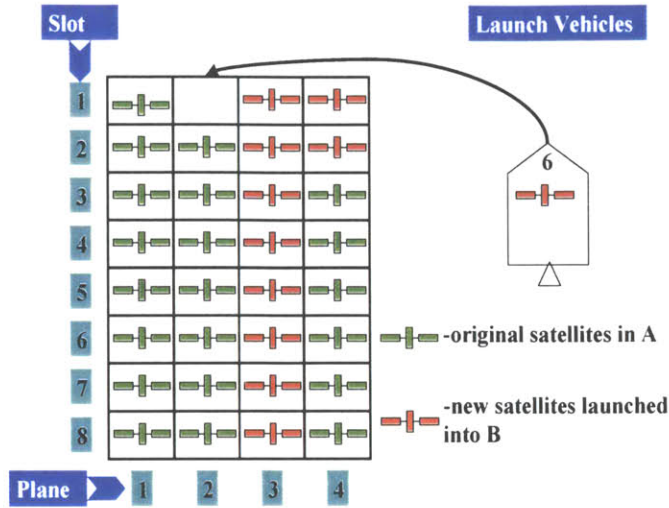 Slot
Launch Vehicles
1
2
3
4
5
6
7
8
6
-original satellites in A
-new satellites launched
into B
Plane
1
2
3
4